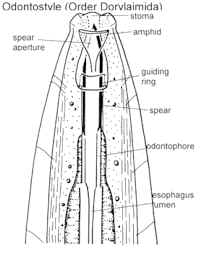 Odontostyle (Order Dorylaimida)
stoma
spear
aperture
amphid
guiding
ring
spear
odontophore
esophagus
lumen